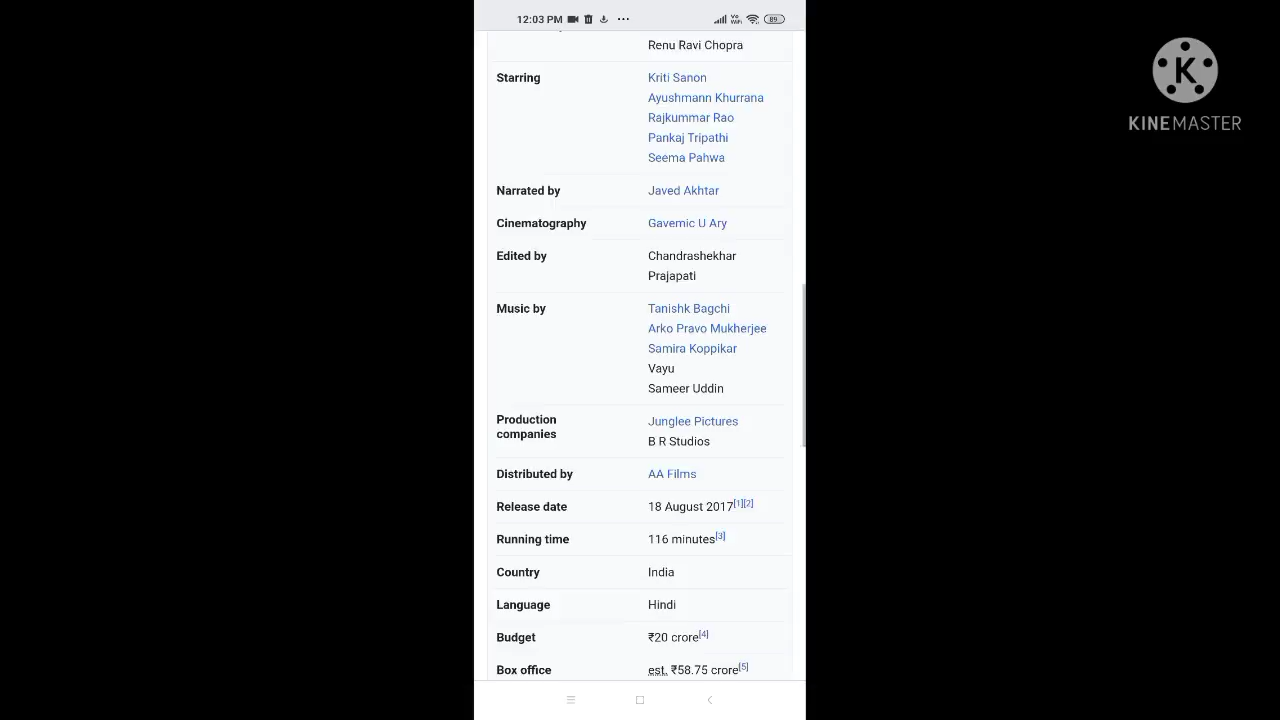 12:03 PM
Vo WiFi
89
Renu Ravi Chopra
Starring
Kriti Sanon
Ayushmann Khurrana
Rajkummar Rao
Pankaj Tripathi
Seema Pahwa
Narrated by
Javed Akhtar
Cinematography
Gavemic U Ary
Edited by
Chandrashekhar
Prajapati
Music by
Tanishk Bagchi
Arko Pravo Mukherjee
Samira Koppikar
Vayu
Sameer Uddin
Production
companies
Junglee Pictures
B R Studios
Distributed by
AA Films
Release date
18 August 2017[1][2]
Running time
116 minutes[3]
Country
India
Language
Hindi
Budget
₹20 crore[4]
Box office
est. ₹58.75 crore[5]
K
KINEMASTER